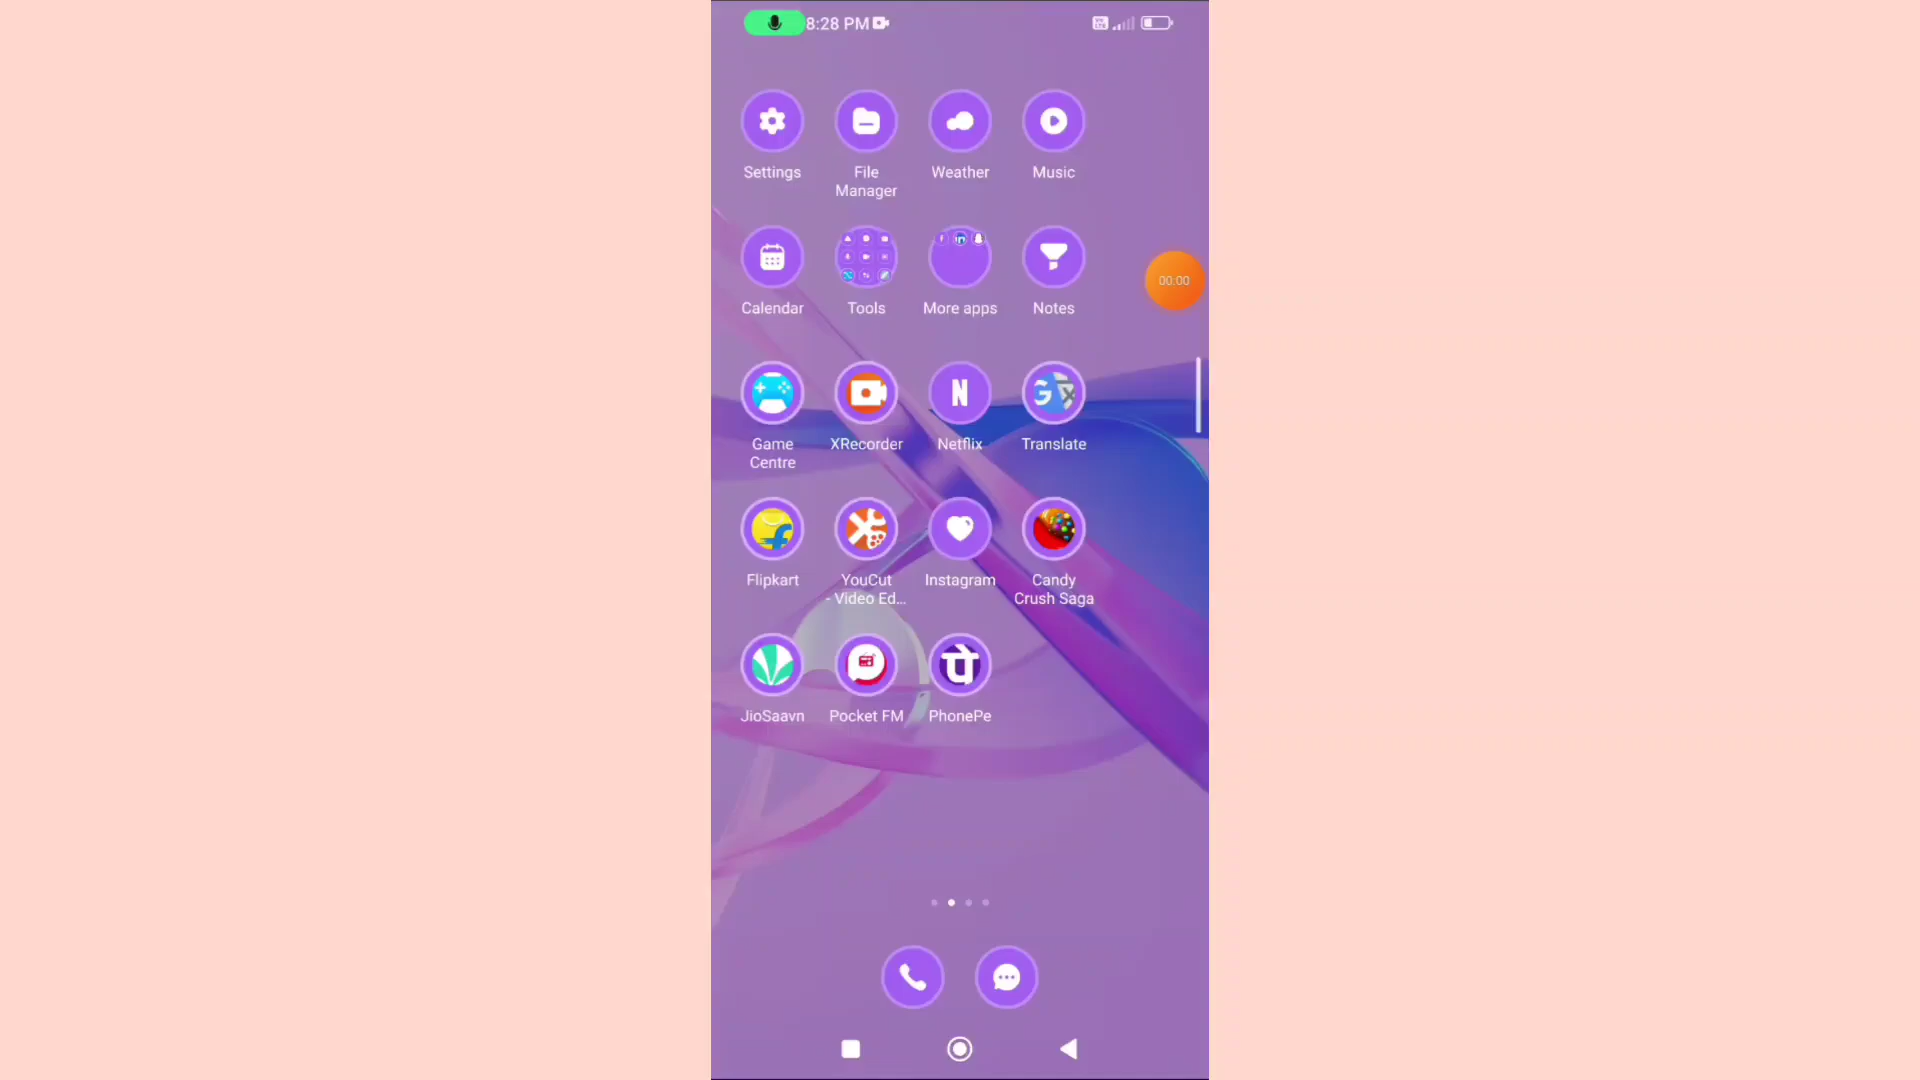 8:28 PM
Settings
File
Manager
Weather
Music
Calendar
Tools
More apps
Notes
00:00
Game
Centre
XRecorder
N
Netflix
Translate
Flipkart
YouCut
- Video Ed...
Instagram
Candy
Crush Saga
पे
JioSaavn
Pocket FM
PhonePe